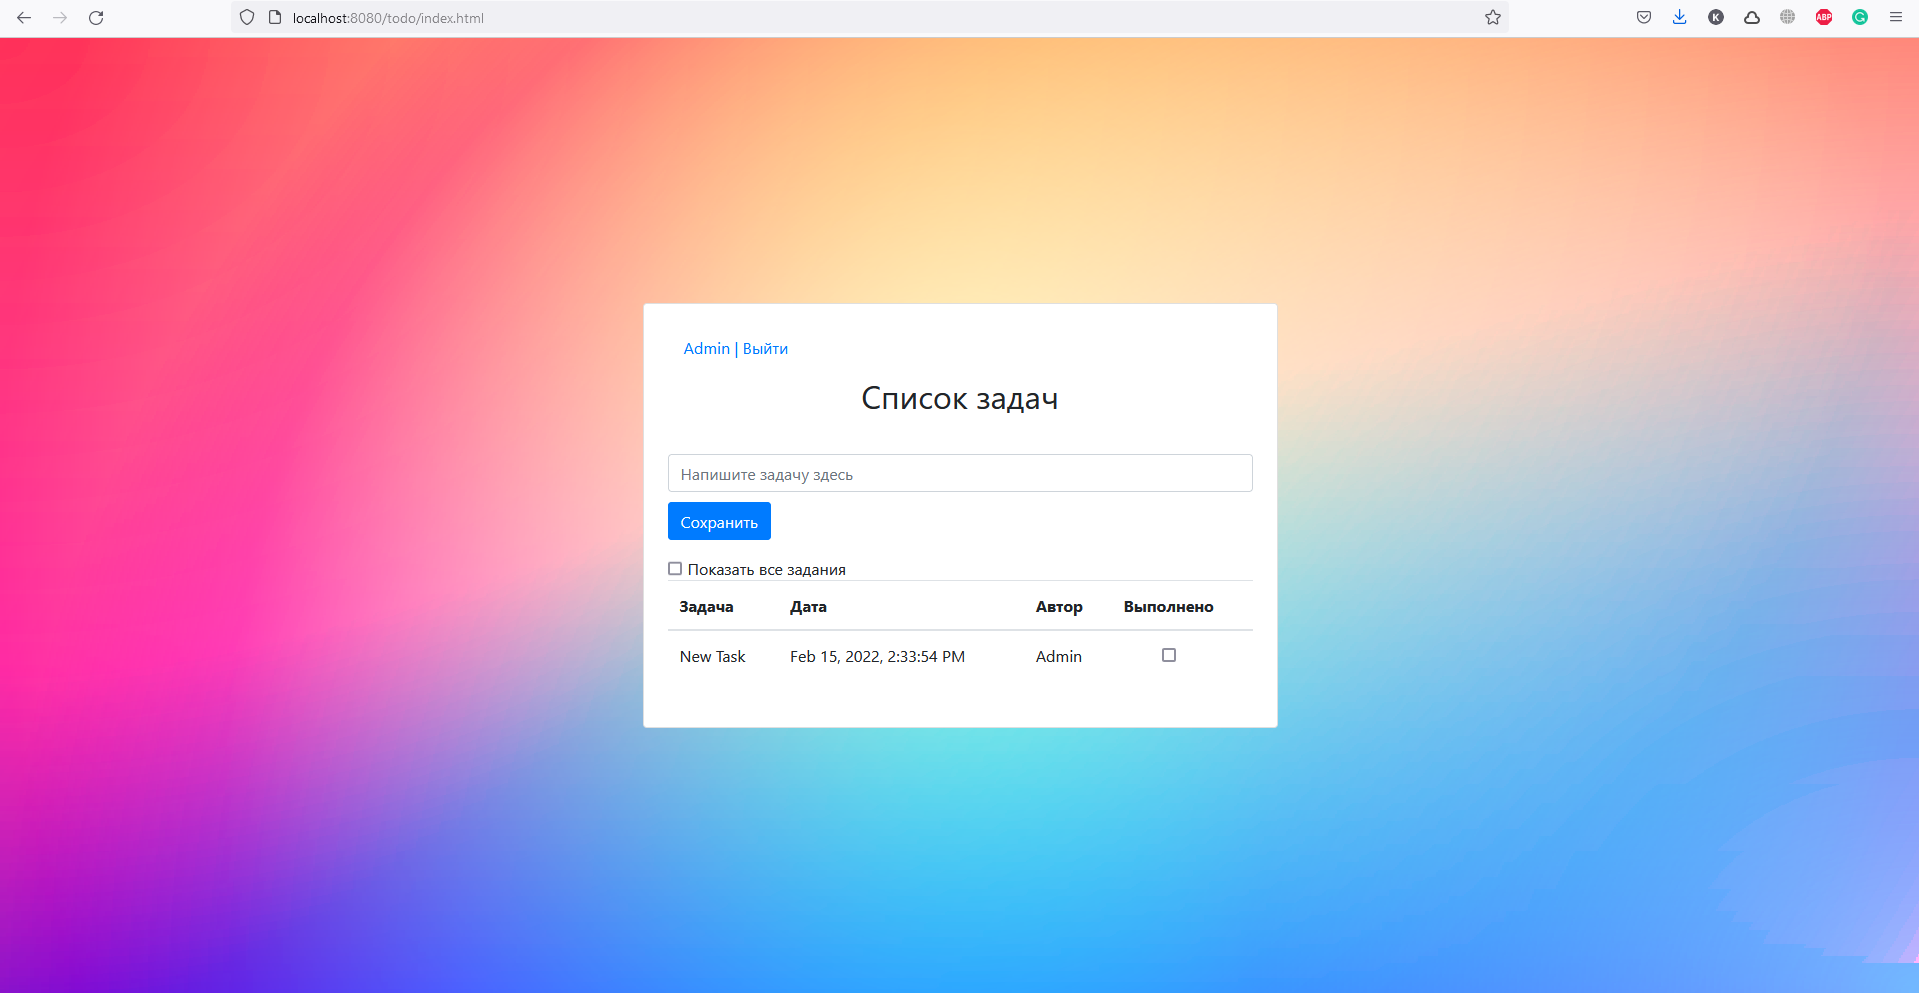 localhost:8080/todo/index.html
K
ABP
Admin | Выйти
Список задач
Напишите задачу здесь
Сохранить
Показать все задания
Задача Дата Автор Выполнено
New Task Feb 15, 2022, 2:33:54 PM Admin